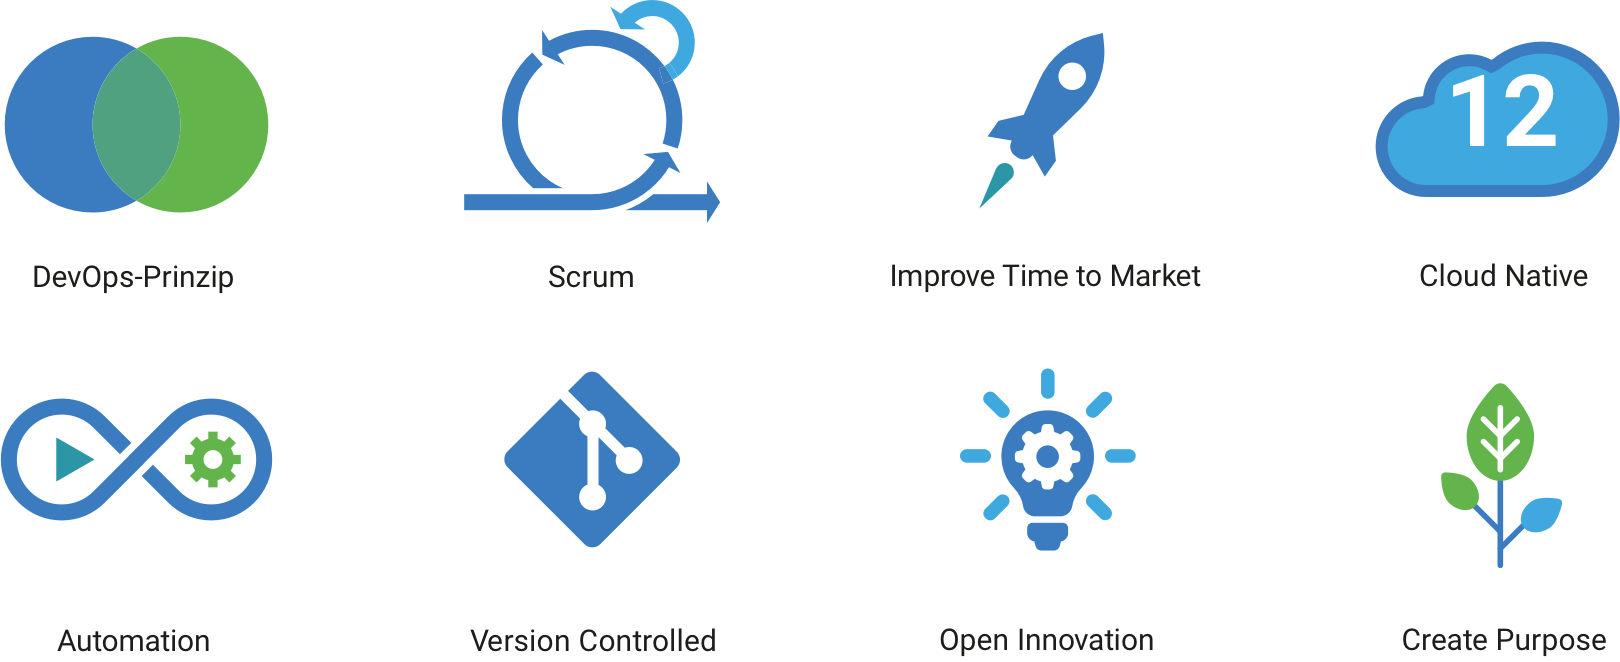 12
DevOps-Prinzip
Scrum
Improve Time to Market
Cloud Native
Automation
Version Controlled
Open Innovation
Create Purpose